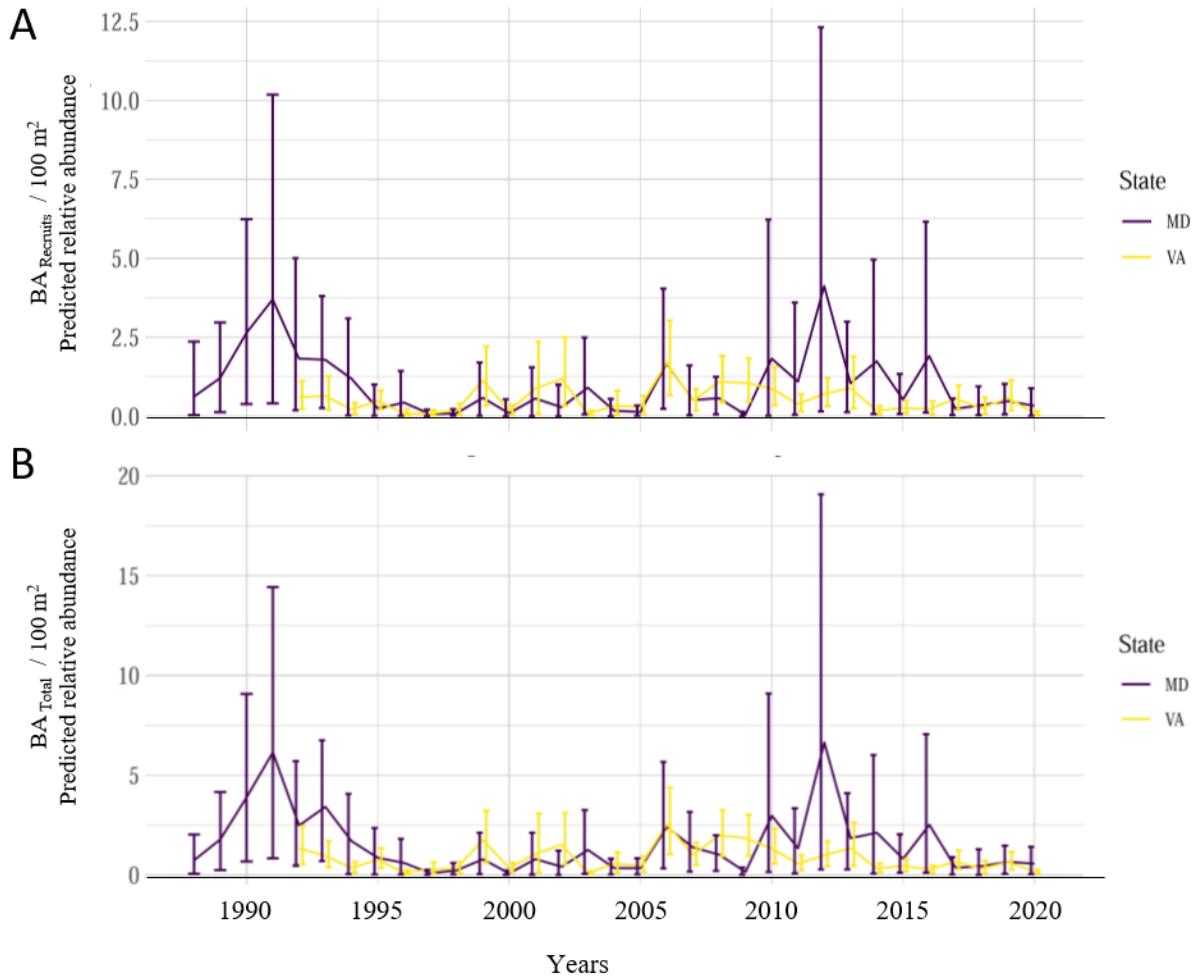 A
BA Recruits / 100 m²
Predicted relative abundance
12.5
10.0
7.5
5.0
2.5
0.0
State
MD
VA
B
BA Total / 100 m²
Predicted relative abundance
20
15
10
5
0
State
MD
VA
1990 1995 2000 2005 2010 2015 2020
Years